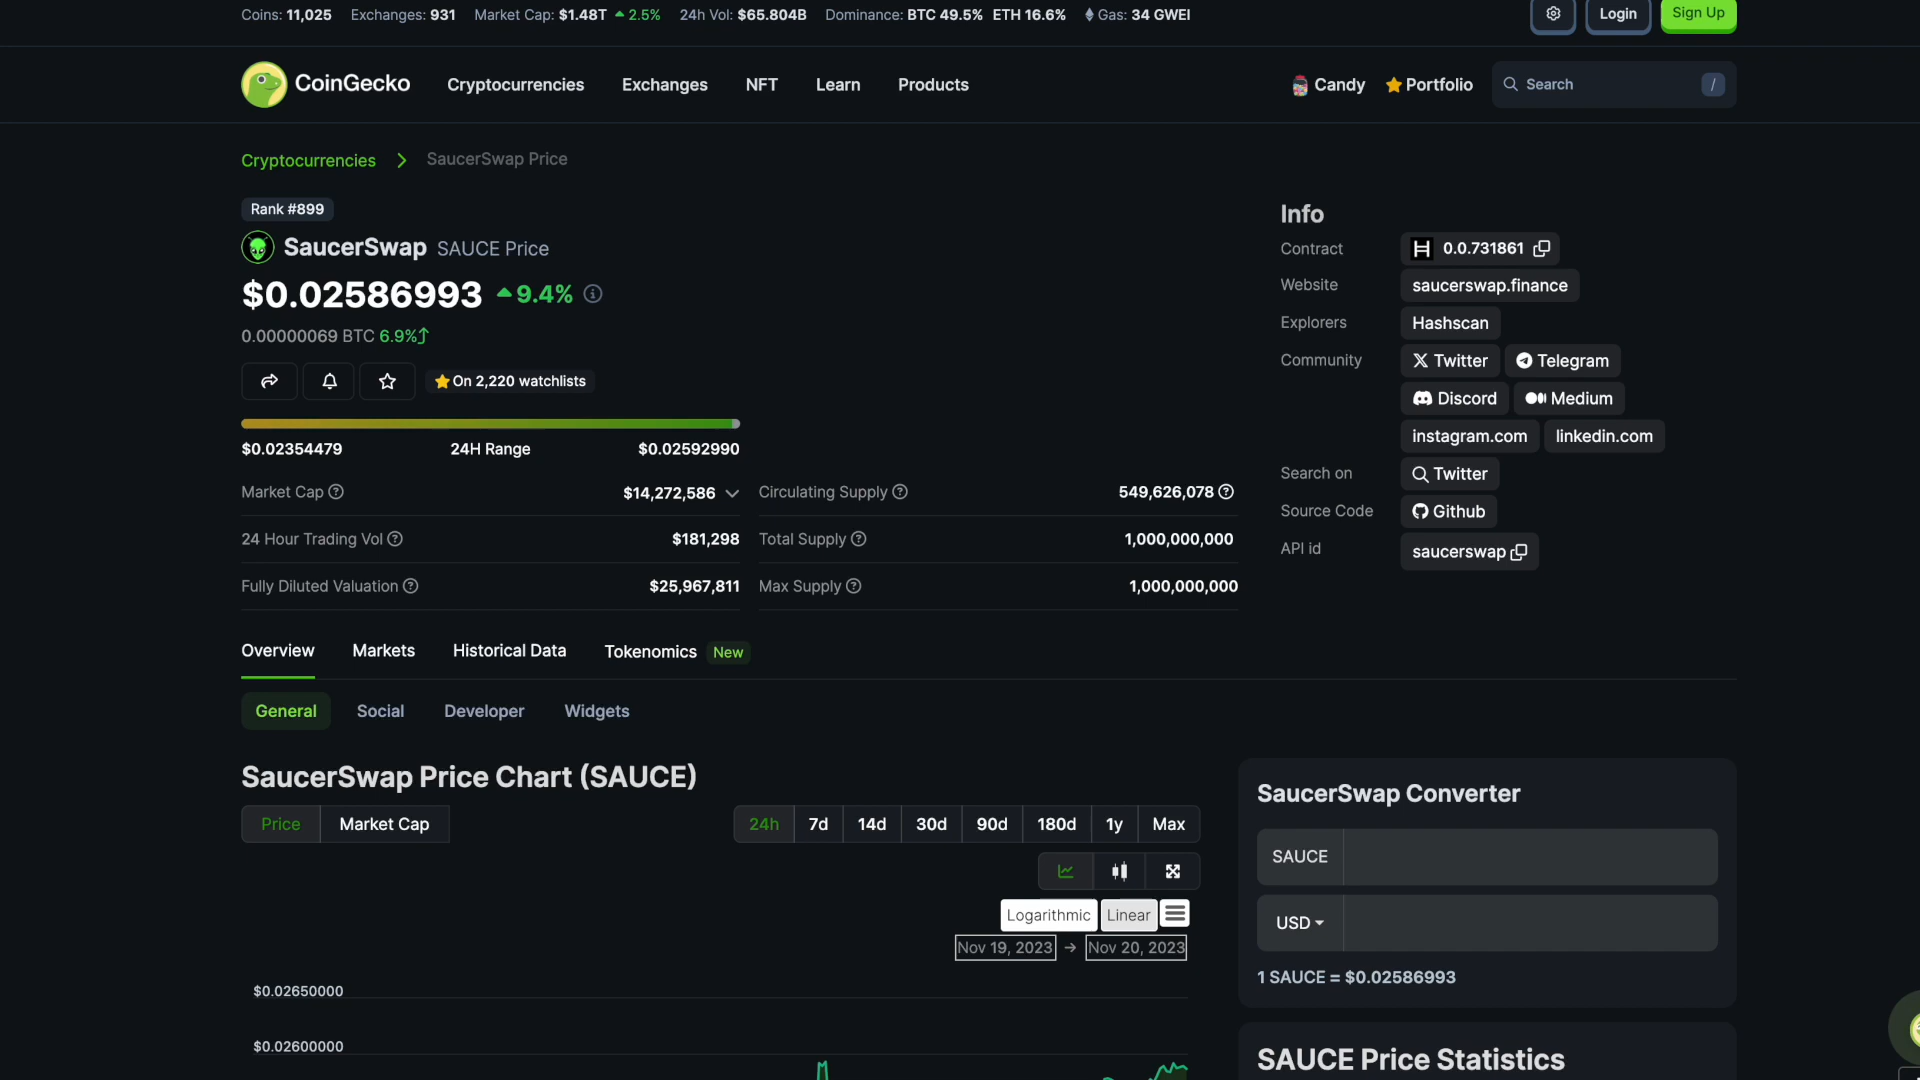 Coins: 11,025 Exchanges: 931 Market Cap: $1.48T 2.5% 24h Vol: $65.804B Dominance: BTC 49.5% ETH 16.6% Gas: 34 GWEI
Login Sign Up
CoinGecko Cryptocurrencies Exchanges NFT Learn Products Candy Portfolio Search /
Cryptocurrencies SaucerSwap Price
Rank #899
SaucerSwap SAUCE Price
$0.02586993 9.4%
0.00000069 BTC 6.9%
On 2,220 watchlists
$0.02354479 24H Range $0.02592990
Market Cap $14,272,586
Circulating Supply 549,626,078
24 Hour Trading Vol $181,298
Total Supply 1,000,000,000
Fully Diluted Valuation $25,967,811
Max Supply 1,000,000,000
Info
Contract 0.0.731861
Website saucerswap.finance
Explorers Hashscan
Community Twitter Telegram
Discord Medium
instagram.com linkedin.com
Search on Twitter
Source Code Github
API id saucerswap
Overview Markets Historical Data Tokenomics New
General Social Developer Widgets
SaucerSwap Price Chart (SAUCE)
Price Market Cap
24h 7d 14d 30d 90d 180d 1y Max
Logarithmic Linear
Nov 19, 2023 → Nov 20, 2023
$0.02650000
$0.02600000
SaucerSwap Converter
SAUCE
USD
1 SAUCE = $0.02586993
SAUCE Price Statistics